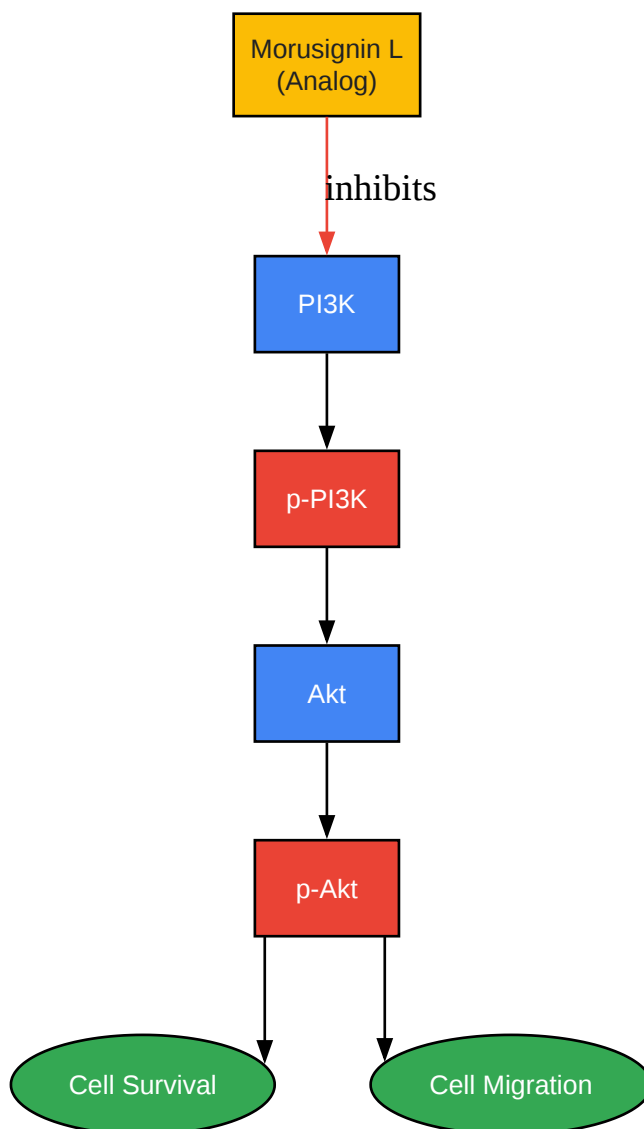 Morusignin L
(Analog)
inhibits
PI3K
p-PI3K
Akt
p-Akt
Cell Survival
Cell Migration